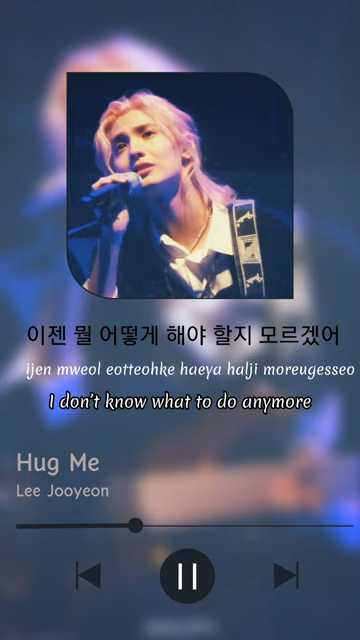 이젠 뭘 어떻게 해야 할지 모르겠어
ijen mweol eotteohke haeya halji moreugesseo
I don't know what to do anymore
Hug Me
Lee Jooyeon